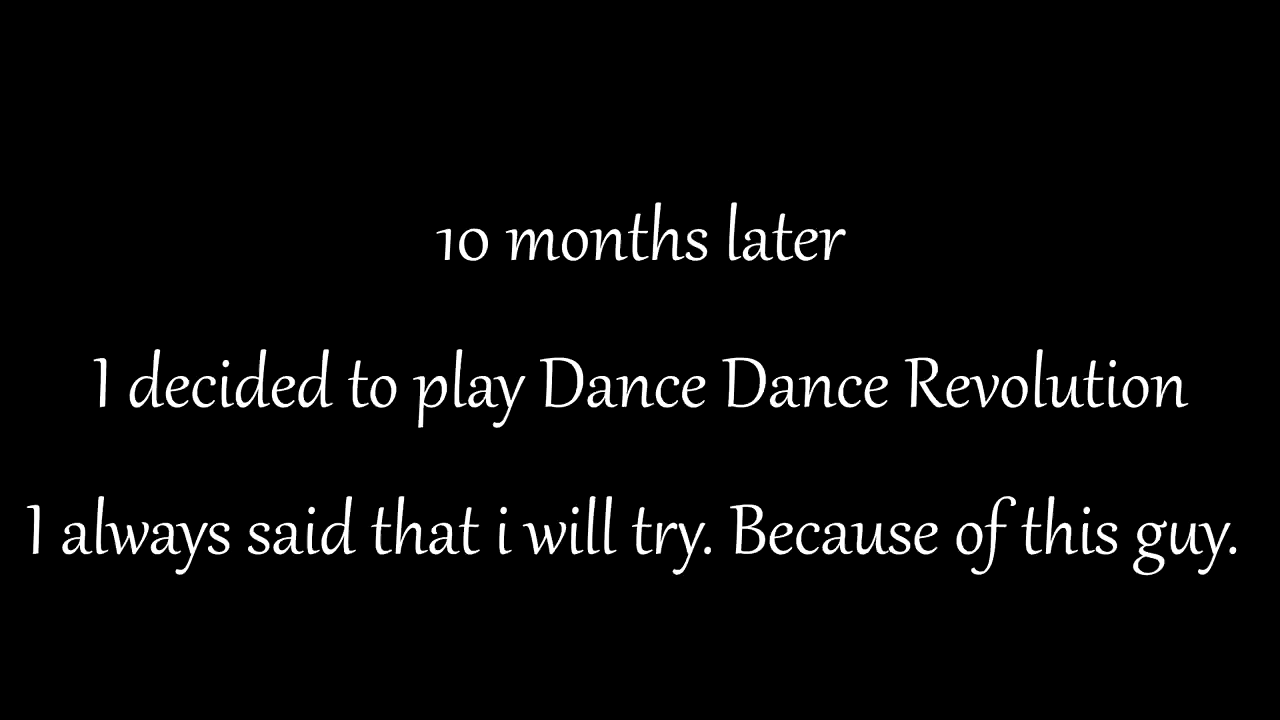 10 months later
I decided to play Dance Dance Revolution
I always said that i will try. Because of this guy.